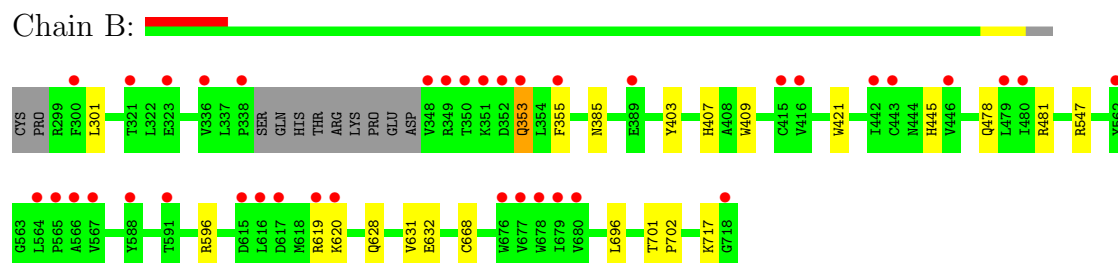 Chain B:
CYS PRO R299 F300 L301 T321 L322 E323 V336 L337 P338 SER GLN HIS THR ARG LYS PRO GLU ASP V348 R349 T350 K351 D352 Q353 L354 F355 N385 E389 Y403 H407 A408 W409 C415 V416 W421 I442 C443 N444 H445 V446 Q478 L479 I480 R481 R547
G563 L564 P565 A566 V567 Y588 T591 R596 D615 L616 D617 M618 R619 K620 Q628 V631 E632 C668 W676 V677 W678 I679 V680 L696 T701 P702 K717 G718